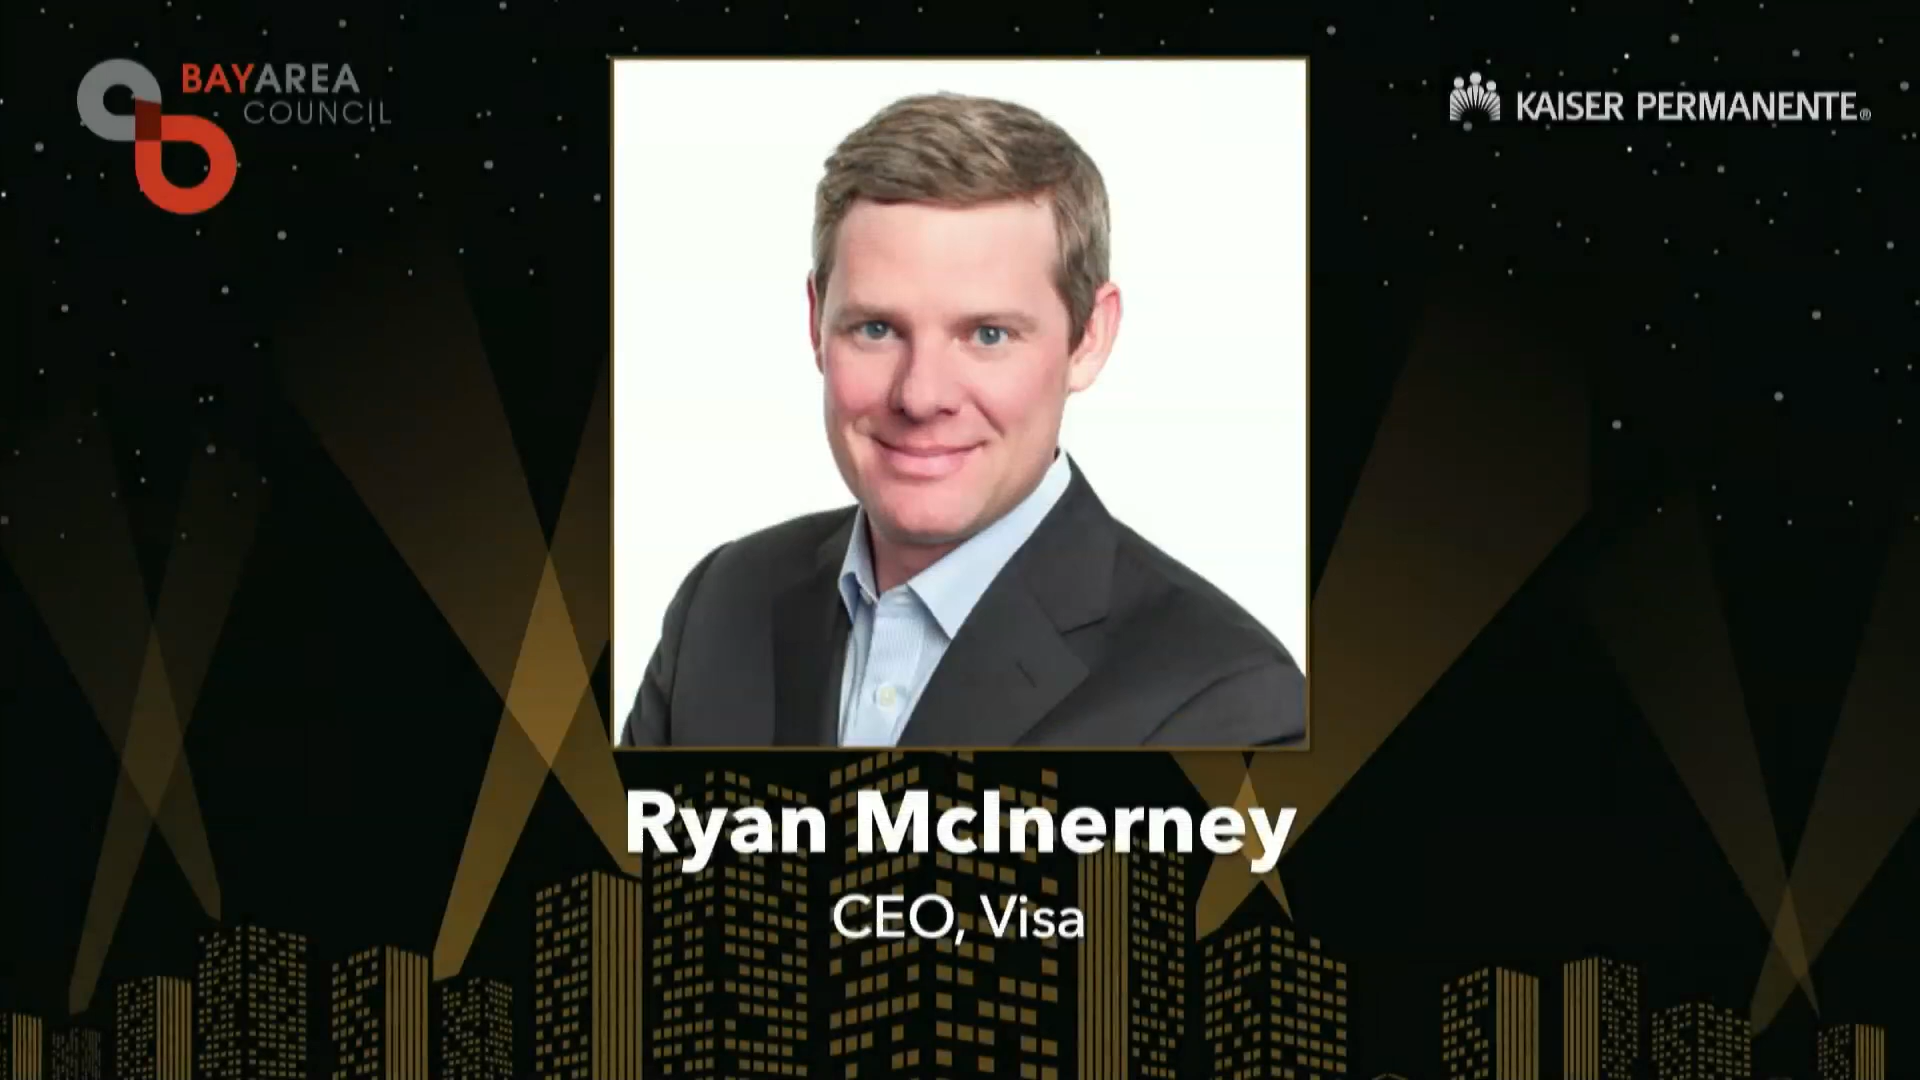 BAYAREA
COUNCIL
KAISER PERMANENTE®
Ryan McInerney
CEO, Visa